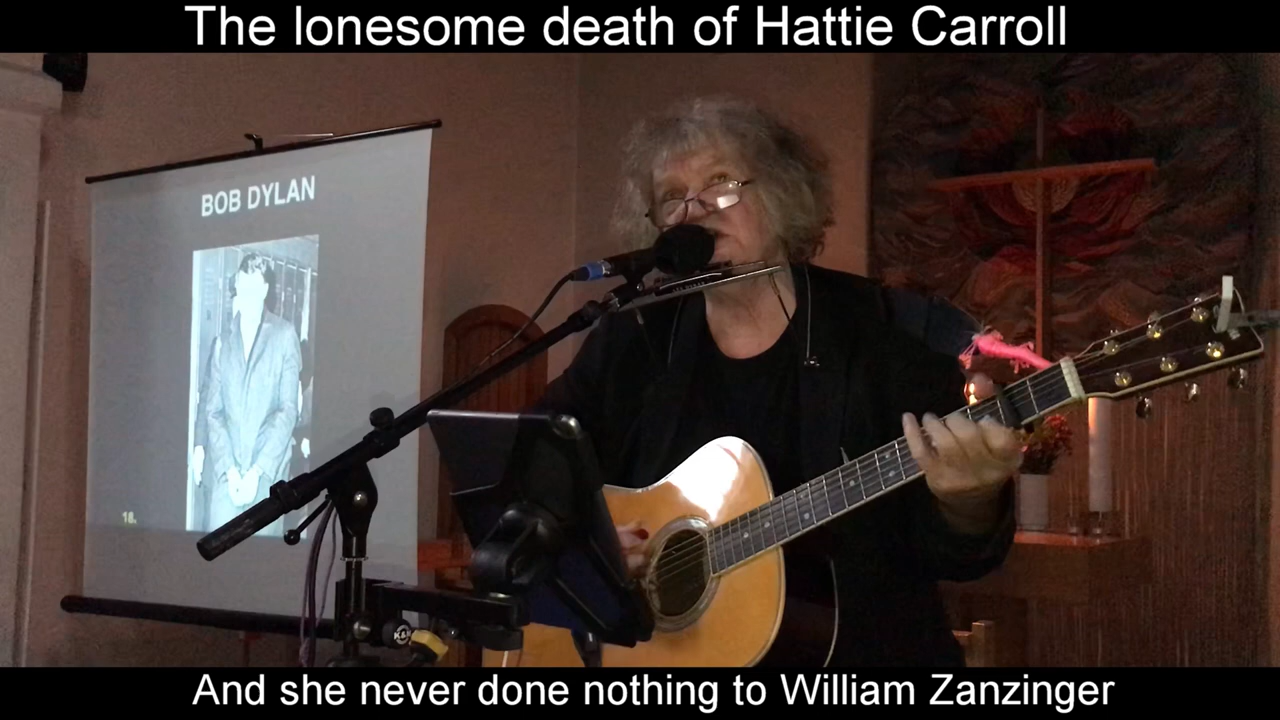 The lonesome death of Hattie Carroll
BOB DYLAN
18.
K&M
And she never done nothing to William Zanzinger